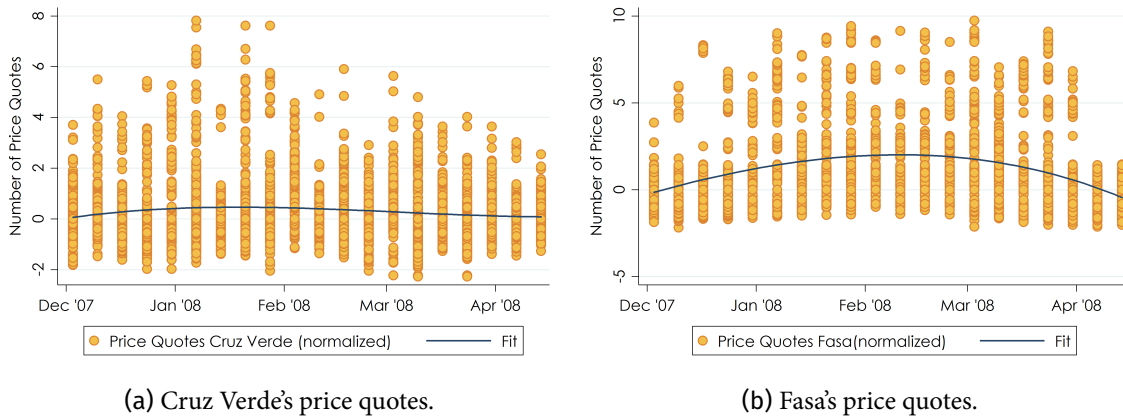 Number of Price Quotes
8
6
4
2
0
-2
Dec '07
Jan '08
Feb '08
Mar '08
Apr '08
Price Quotes Cruz Verde (normalized)
Fit
(a) Cruz Verde's price quotes.
Number of Price Quotes
10
5
0
-5
Dec '07
Jan '08
Feb '08
Mar '08
Apr '08
Price Quotes Fasa(normalized)
Fit
(b) Fasa's price quotes.